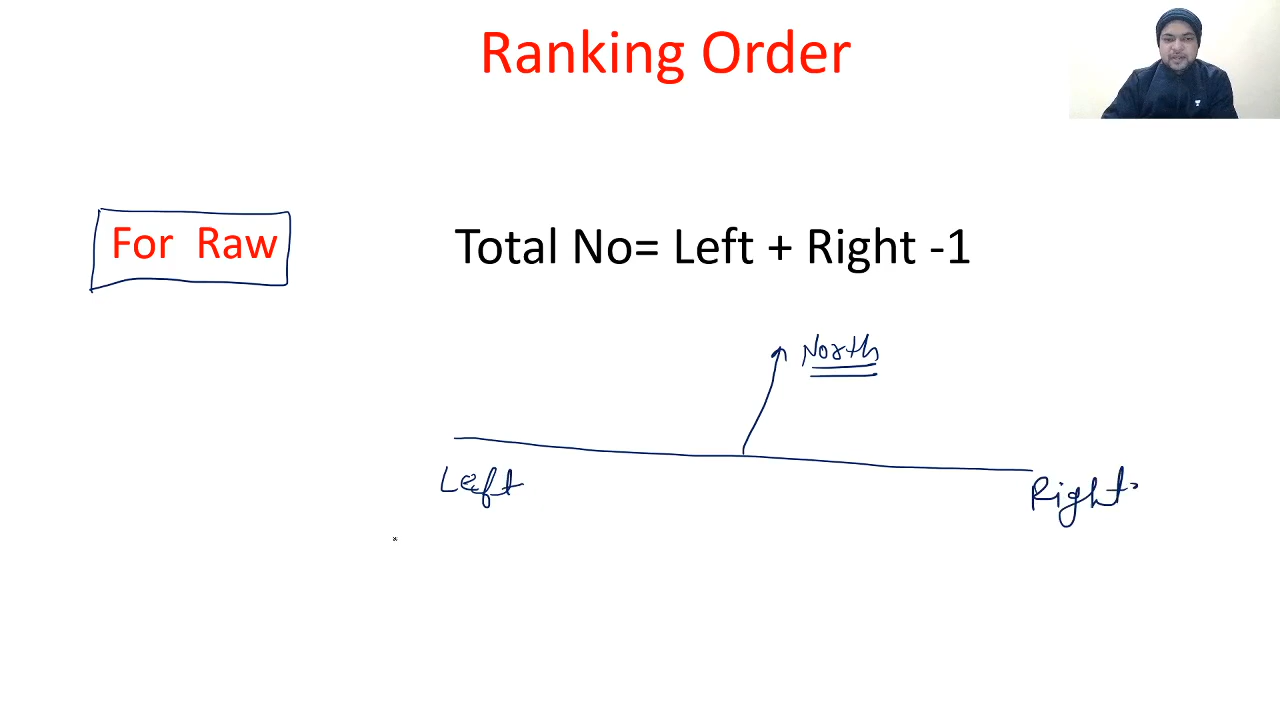 Ranking Order
For Raw
Total No= Left + Right -1
North
Left
Right